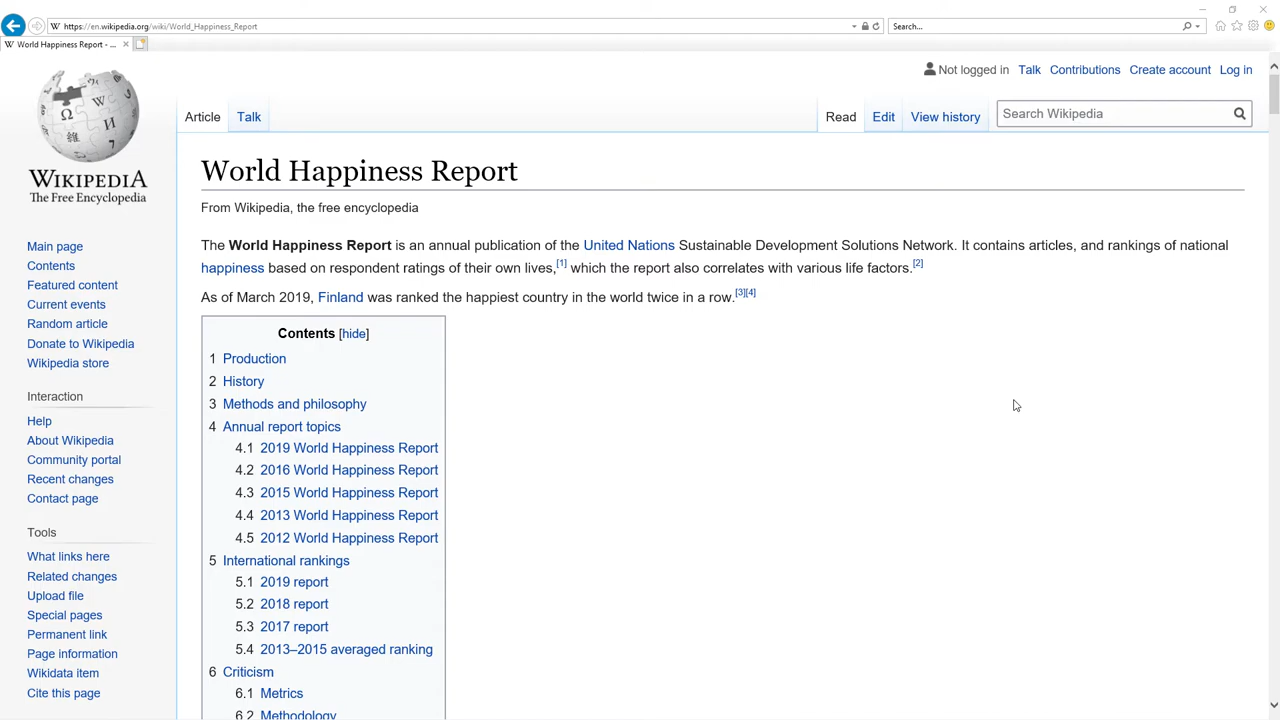 https://en.wikipedia.org/wiki/World_Happiness_Report
Search...
World Happiness Report - ...
Not logged in Talk Contributions Create account Log in
Article Talk Read Edit View history Search Wikipedia
WIKIPEDIA
The Free Encyclopedia
Main page
Contents
Featured content
Current events
Random article
Donate to Wikipedia
Wikipedia store
Interaction
Help
About Wikipedia
Community portal
Recent changes
Contact page
Tools
What links here
Related changes
Upload file
Special pages
Permanent link
Page information
Wikidata item
Cite this page
World Happiness Report
From Wikipedia, the free encyclopedia
The World Happiness Report is an annual publication of the United Nations Sustainable Development Solutions Network. It contains articles, and rankings of national
happiness based on respondent ratings of their own lives,[1] which the report also correlates with various life factors.[2]
As of March 2019, Finland was ranked the happiest country in the world twice in a row.[3][4]
Contents [hide]
1 Production
2 History
3 Methods and philosophy
4 Annual report topics
4.1 2019 World Happiness Report
4.2 2016 World Happiness Report
4.3 2015 World Happiness Report
4.4 2013 World Happiness Report
4.5 2012 World Happiness Report
5 International rankings
5.1 2019 report
5.2 2018 report
5.3 2017 report
5.4 2013–2015 averaged ranking
6 Criticism
6.1 Metrics
6.2 Methodology